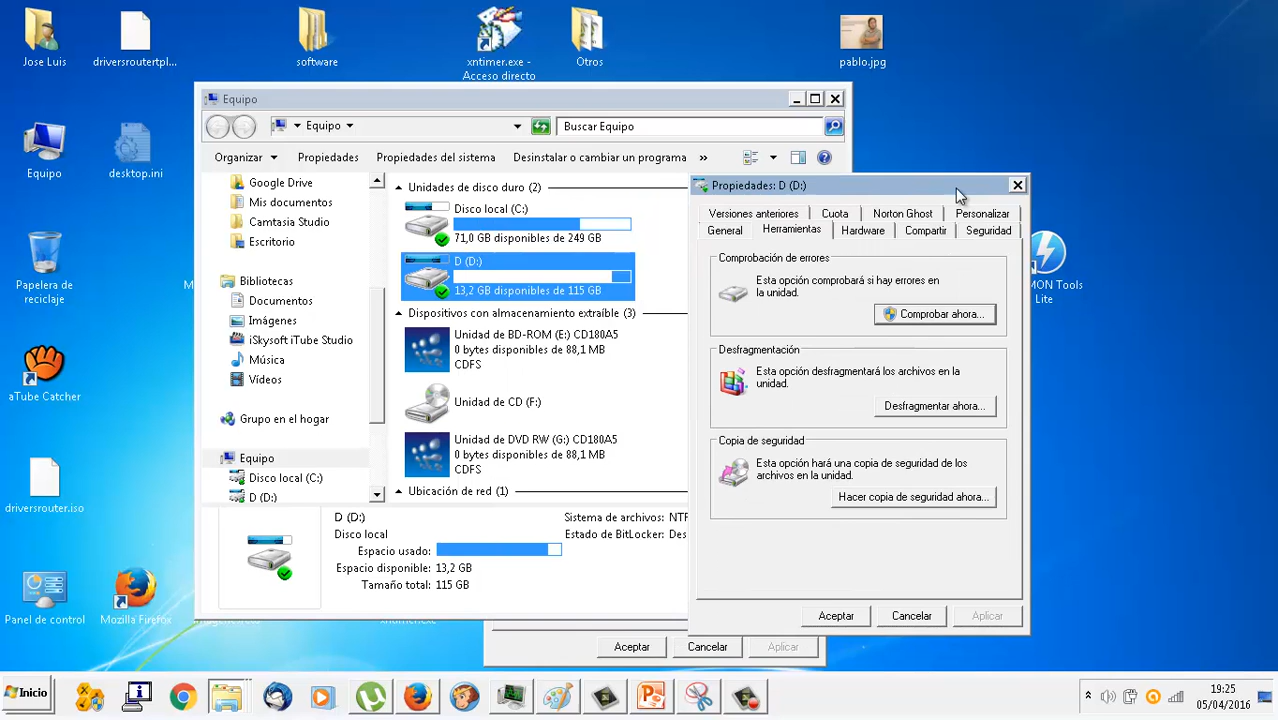 Jose Luis
driversroutertpl...
software
xntimer.exe -
Acceso directo
Otros
pablo.jpg
Equipo
desktop.ini
Papelera de
reciclaje
aTube Catcher
driversrouter.iso
Panel de control
Mozilla Firefox
MON Tools
Lite
Equipo
Equipo
Buscar Equipo
Organizar
Propiedades
Propiedades del sistema
Desinstalar o cambiar un programa
»
Google Drive
Mis documentos
Camtasia Studio
Escritorio
Bibliotecas
Documentos
Imágenes
iSkysoft iTube Studio
Música
Vídeos
Grupo en el hogar
Equipo
Disco local (C:)
D (D:)
Unidades de disco duro (2)
Disco local (C:)
71,0 GB disponibles de 249 GB
D (D:)
13,2 GB disponibles de 115 GB
Dispositivos con almacenamiento extraíble (3)
Unidad de BD-ROM (E:) CD180A5
0 bytes disponibles de 88,1 MB
CDFS
Unidad de CD (F:)
Unidad de DVD RW (G:) CD180A5
0 bytes disponibles de 88,1 MB
CDFS
Ubicación de red (1)
D (D:)
Disco local
Espacio usado:
Espacio disponible: 13,2 GB
Tamaño total: 115 GB
Sistema de archivos: NTF
Estado de BitLocker: Des
Propiedades: D (D:)
Versiones anteriores
Cuota
Norton Ghost
Personalizar
General
Herramientas
Hardware
Compartir
Seguridad
Comprobación de errores
Esta opción comprobará si hay errores en
la unidad.
Comprobar ahora...
Desfragmentación
Esta opción desfragmentará los archivos en la
unidad.
Desfragmentar ahora...
Copia de seguridad
Esta opción hará una copia de seguridad de los
archivos en la unidad.
Hacer copia de seguridad ahora...
Aceptar
Cancelar
Aplicar
Aceptar
Cancelar
Aplicar
Inicio
19:25
05/04/2016